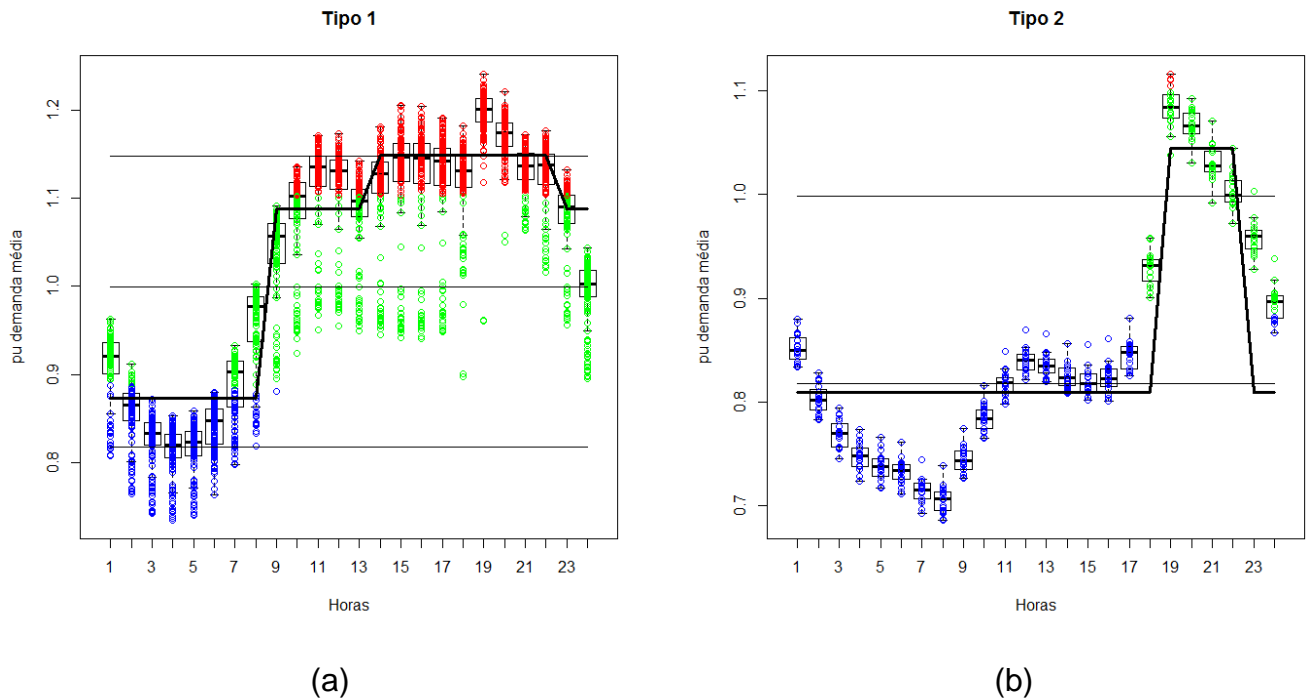 Tipo 1
Tipo 2
pu demanda média
0.8 0.9 1.0 1.1 1.2
1 3 5 7 9 11 13 15 17 19 21 23
Horas
pu demanda média
0.7 0.8 0.9 1.0 1.1
1 3 5 7 9 11 13 15 17 19 21 23
Horas
(a)
(b)